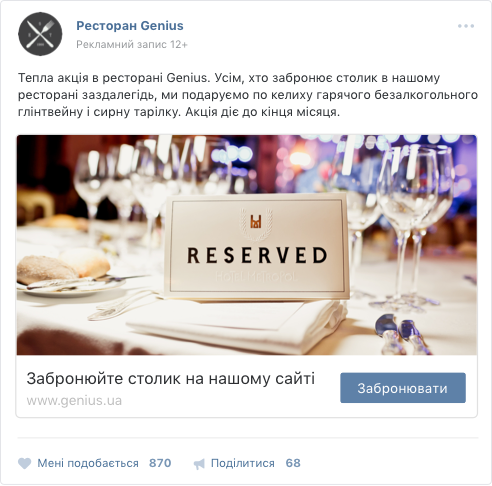 Ресторан Genius
Рекламний запис 12+
Тепла акція в ресторані Genius. Усім, хто забронює столик в нашому
ресторані заздалегідь, ми подаруємо по келиху гарячого безалкогольного
глінтвейну і сирну тарілку. Акція діє до кінця місяця.
RESERVED
Забронюйте столик на нашому сайті
www.genius.ua
Забронювати
Мені подобається 870 Поділитися 68